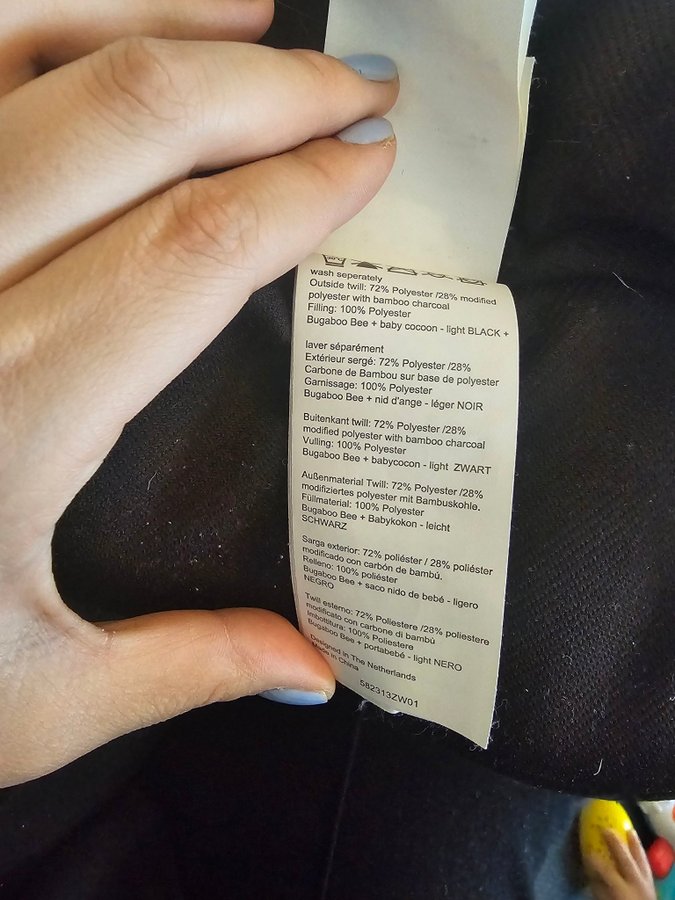 wash seperately
Outside twill: 72% Polyester /28% modified
polyester with bamboo charcoal
Filling: 100% Polyester
Bugaboo Bee + baby cocoon - light BLACK +
laver séparément
Extérieur sergé: 72% Polyester /28%
Carbone de Bambou sur base de polyester
Garnissage: 100% Polyester
Bugaboo Bee + nid d'ange - léger NOIR
Buitenkant twill: 72% Polyester /28%
modified polyester with bamboo charcoal
Vulling: 100% Polyester
Bugaboo Bee + babycocon - light ZWART
Außenmaterial Twill: 72% Polyester /28%
modifiziertes polyester mit Bambuskohle.
Füllmaterial: 100% Polyester
Bugaboo Bee + Babykokon - leicht
SCHWARZ
Sarga exterior: 72% poliéster / 28% poliéster
modificado con carbón de bambú.
Relleno: 100% poliéster
Bugaboo Bee + saco nido de bebé - ligero
NEGRO
Twill esterno: 72% Poliestere /28% poliestere
modificato con carbone di bambù
Imbottitura: 100% Poliestere
Bugaboo Bee + portabebé - light NERO
Designed in The Netherlands
Made in China
582313ZW01